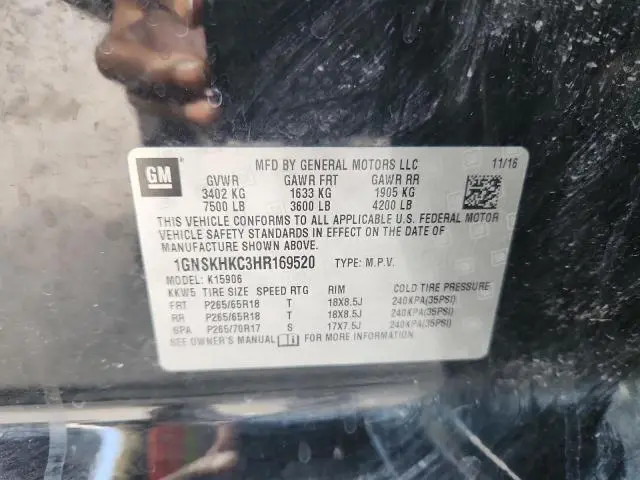 GM
MFD BY GENERAL MOTORS LLC 11/16
GVWR GAWR FRT GAWR RR
3402 KG 1633 KG 1905 KG
7500 LB 3600 LB 4200 LB
THIS VEHICLE CONFORMS TO ALL APPLICABLE U.S. FEDERAL MOTOR
VEHICLE SAFETY STANDARDS IN EFFECT ON THE DATE OF
MANUFACTURE SHOWN ABOVE.
1GNSKHKC3HR169520 TYPE: M.P.V.
MODEL: K15906
KKW5 TIRE SIZE SPEED RTG RIM COLD TIRE PRESSURE
FRT P265/65R18 T 18X8.5J 240KPA(35PSI)
RR P265/65R18 T 18X8.5J 240KPA(35PSI)
SPA P265/70R17 S 17X7.5J 240KPA(35PSI)
SEE OWNER'S MANUAL FOR MORE INFORMATION.